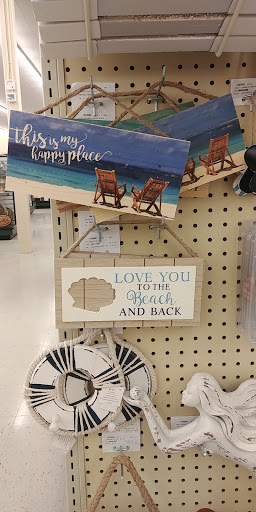 this is my
happy place
LOVE YOU
TO THE
Beach
AND BACK